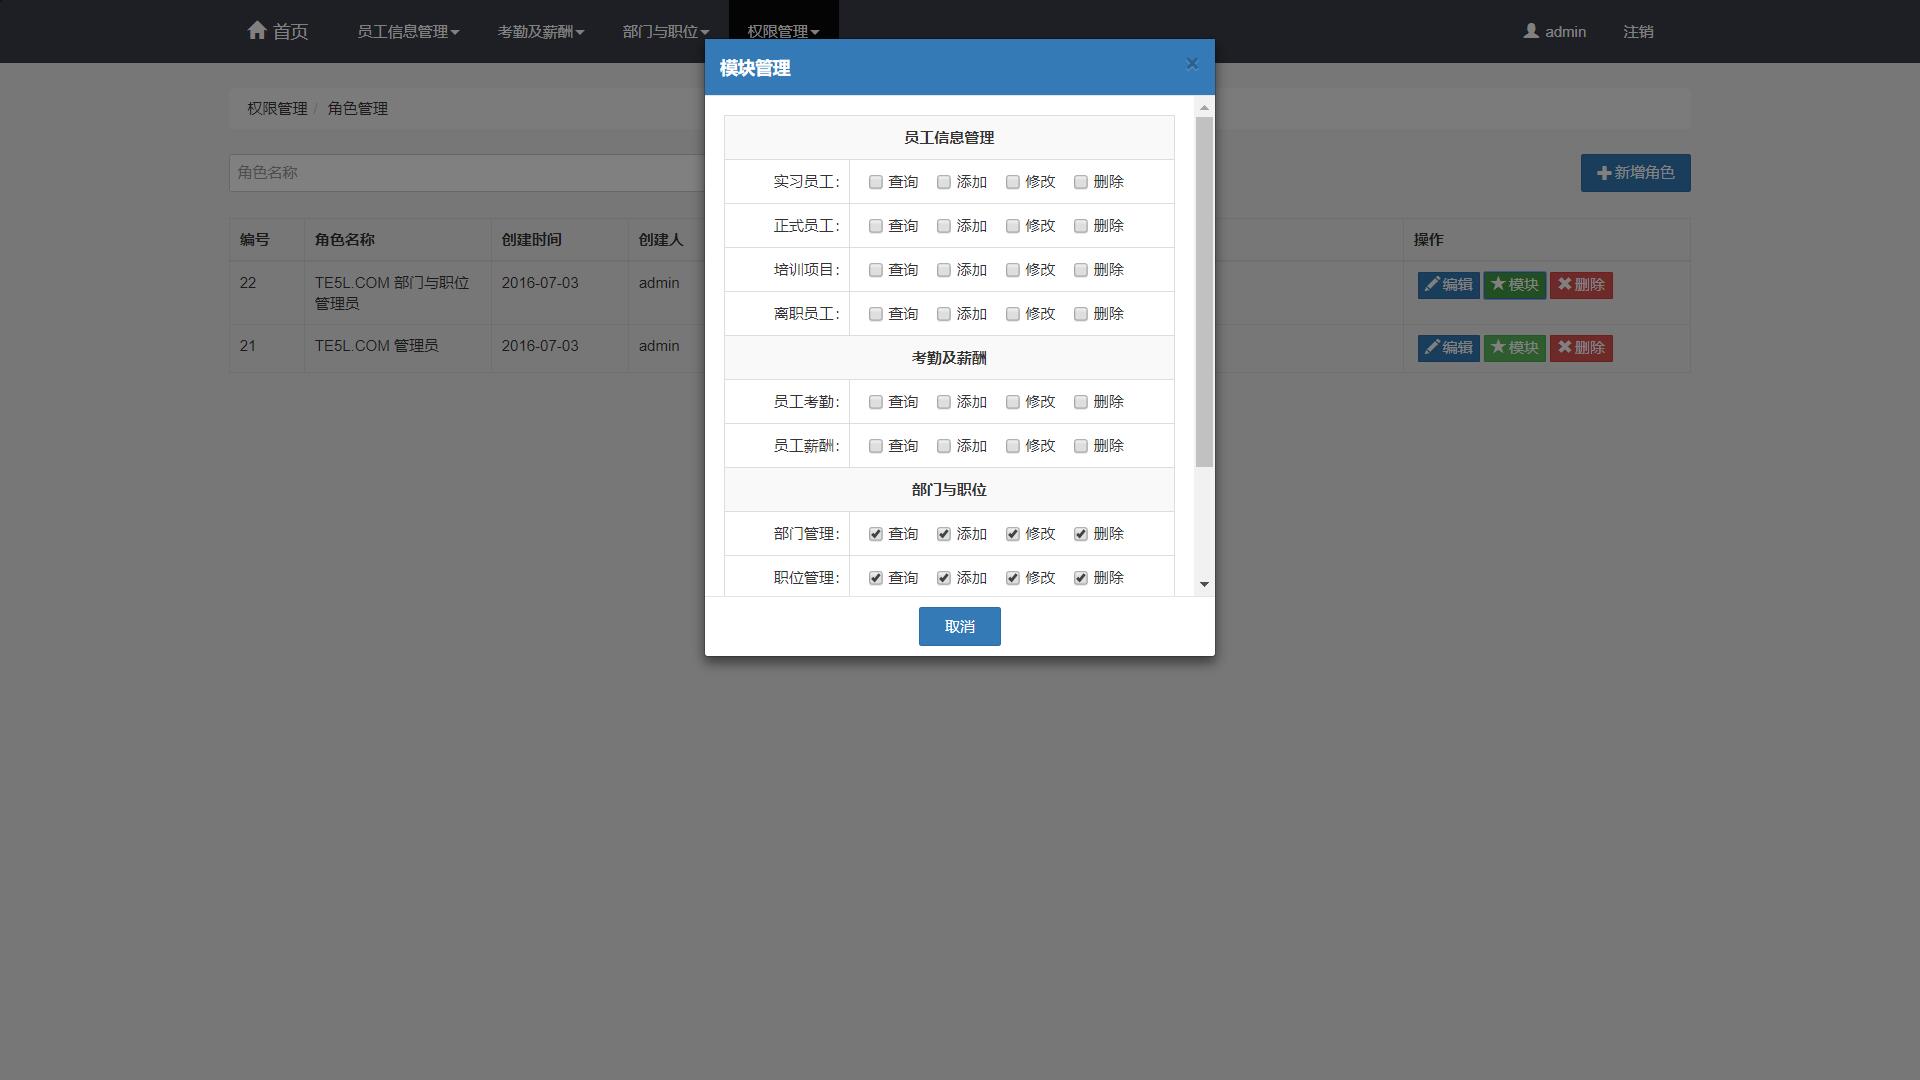 首页 员工信息管理 考勤及薪酬 部门与职位 权限管理 admin 注销
模块管理 ×
权限管理 / 角色管理
角色名称
新增角色
编号 角色名称 创建时间 创建人 操作
22 TE5L.COM 部门与职位管理员 2016-07-03 admin 编辑 模块 删除
21 TE5L.COM 管理员 2016-07-03 admin 编辑 模块 删除
员工信息管理
实习员工: 查询 添加 修改 删除
正式员工: 查询 添加 修改 删除
培训项目: 查询 添加 修改 删除
离职员工: 查询 添加 修改 删除
考勤及薪酬
员工考勤: 查询 添加 修改 删除
员工薪酬: 查询 添加 修改 删除
部门与职位
部门管理: 查询 添加 修改 删除
职位管理: 查询 添加 修改 删除
取消